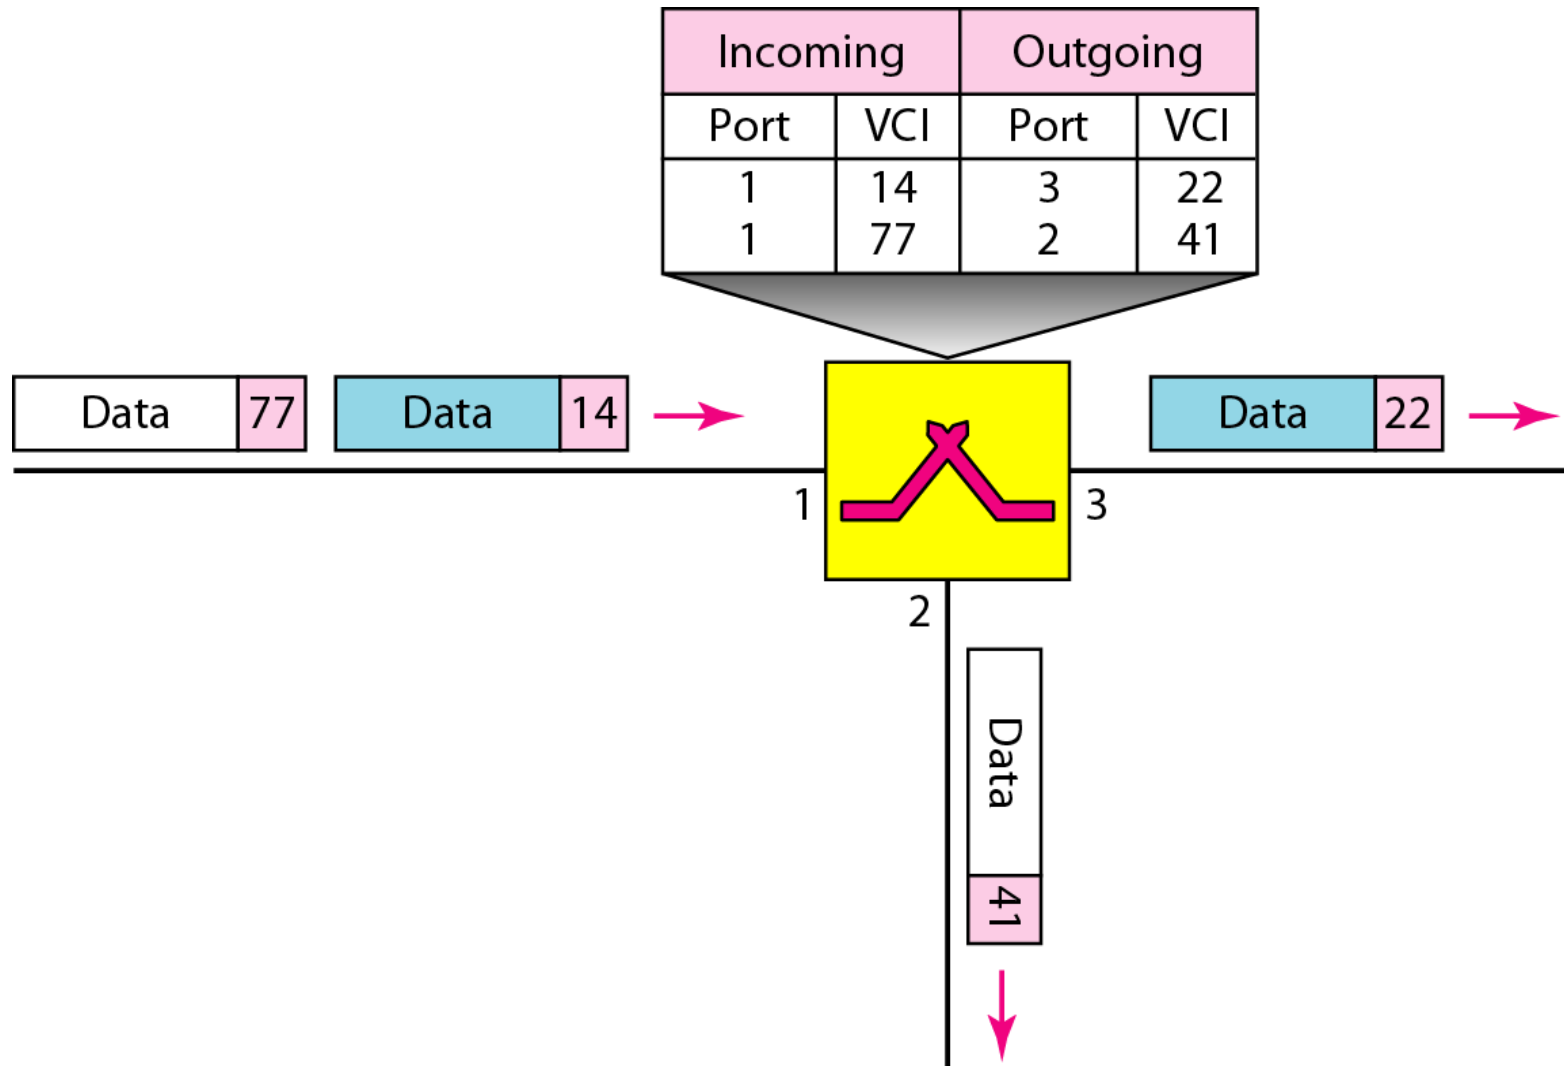 Incoming Outgoing
Port VCI Port VCI
1 14 3 22
1 77 2 41
Data 77 Data 14 Data 22
1 3
2
Data 41